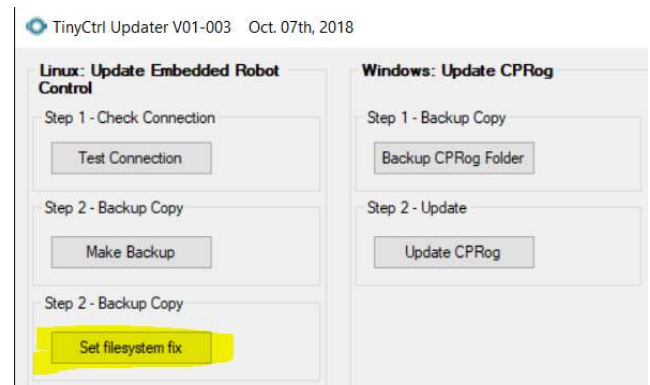 TinyCtrl Updater V01-003 Oct. 07th, 2018
Linux: Update Embedded Robot
Control
Step 1 - Check Connection
Test Connection
Step 2 - Backup Copy
Make Backup
Step 2 - Backup Copy
Set filesystem fix
Windows: Update CPRog
Step 1 - Backup Copy
Backup CPRog Folder
Step 2 - Update
Update CPRog